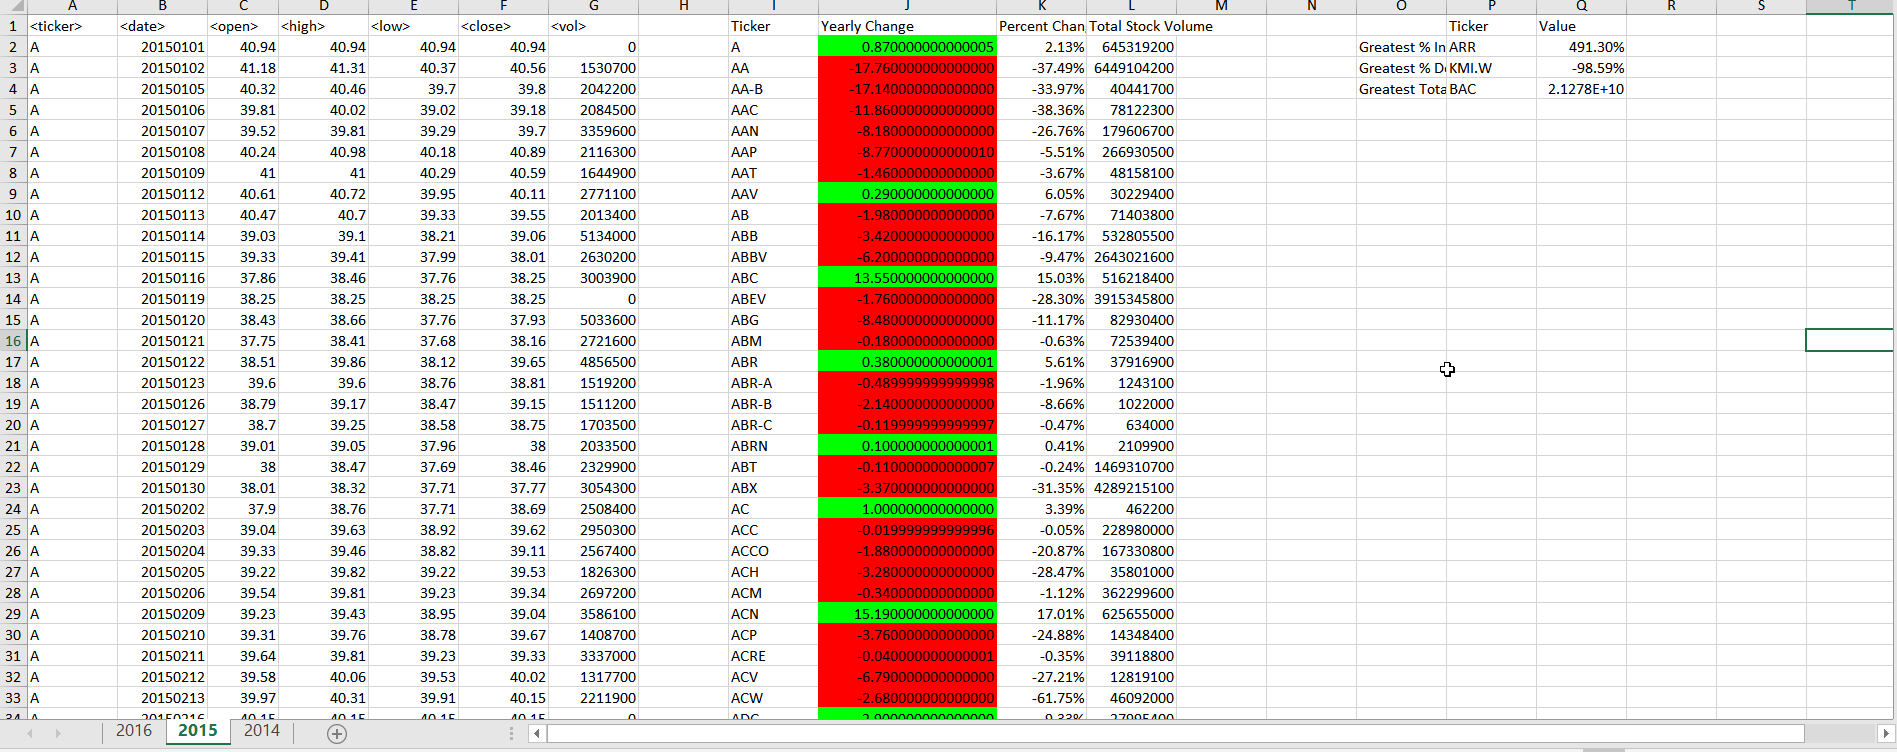 A B C D E F G H I J K L M N O P Q R S T
1 <ticker> <date> <open> <high> <low> <close> <vol> Ticker Yearly Change Percent Chan Total Stock Volume Ticker Value
2 A 20150101 40.94 40.94 40.94 40.94 0 A 0.870000000000005 2.13% 645319200 Greatest % In ARR 491.30%
3 A 20150102 41.18 41.31 40.37 40.56 1530700 AA -17.760000000000000 -37.49% 6449104200 Greatest % D KMI.W -98.59%
4 A 20150105 40.32 40.46 39.7 39.8 2042200 AA-B -17.140000000000000 -33.97% 40441700 Greatest Tota BAC 2.1278E+10
5 A 20150106 39.81 40.02 39.02 39.18 2084500 AAC -11.860000000000000 -38.36% 78122300
6 A 20150107 39.52 39.81 39.29 39.7 3359600 AAN -8.180000000000000 -26.76% 179606700
7 A 20150108 40.24 40.98 40.18 40.89 2116300 AAP -8.770000000000010 -5.51% 266930500
8 A 20150109 41 41 40.29 40.59 1644900 AAT -1.460000000000000 -3.67% 48158100
9 A 20150112 40.61 40.72 39.95 40.11 2771100 AAV 0.290000000000000 6.05% 30229400
10 A 20150113 40.47 40.7 39.33 39.55 2013400 AB -1.980000000000000 -7.67% 71403800
11 A 20150114 39.03 39.1 38.21 39.06 5134000 ABB -3.420000000000000 -16.17% 532805500
12 A 20150115 39.33 39.41 37.99 38.01 2630200 ABBV -6.200000000000000 -9.47% 2643021600
13 A 20150116 37.86 38.46 37.76 38.25 3003900 ABC 13.550000000000000 15.03% 516218400
14 A 20150119 38.25 38.25 38.25 38.25 0 ABEV -1.760000000000000 -28.30% 3915345800
15 A 20150120 38.43 38.66 37.76 37.93 5033600 ABG -8.480000000000000 -11.17% 82930400
16 A 20150121 37.75 38.41 37.68 38.16 2721600 ABM -0.180000000000000 -0.63% 72539400
17 A 20150122 38.51 39.86 38.12 39.65 4856500 ABR 0.380000000000001 5.61% 37916900
18 A 20150123 39.6 39.6 38.76 38.81 1519200 ABR-A -0.489999999999998 -1.96% 1243100
19 A 20150126 38.79 39.17 38.47 39.15 1511200 ABR-B -2.140000000000000 -8.66% 1022000
20 A 20150127 38.7 39.25 38.58 38.75 1703500 ABR-C -0.119999999999997 -0.47% 634000
21 A 20150128 39.01 39.05 37.96 38 2033500 ABRN 0.100000000000001 0.41% 2109900
22 A 20150129 38 38.47 37.69 38.46 2329900 ABT -0.110000000000007 -0.24% 1469310700
23 A 20150130 38.01 38.32 37.71 37.77 3054300 ABX -3.370000000000000 -31.35% 4289215100
24 A 20150202 37.9 38.76 37.71 38.69 2508400 AC 1.000000000000000 3.39% 462200
25 A 20150203 39.04 39.63 38.92 39.62 2950300 ACC -0.019999999999996 -0.05% 228980000
26 A 20150204 39.33 39.46 38.82 39.11 2567400 ACCO -1.880000000000000 -20.87% 167330800
27 A 20150205 39.22 39.82 39.22 39.53 1826300 ACH -3.280000000000000 -28.47% 35801000
28 A 20150206 39.54 39.81 39.23 39.34 2697200 ACM -0.340000000000000 -1.12% 362299600
29 A 20150209 39.23 39.43 38.95 39.04 3586100 ACN 15.190000000000000 17.01% 625655000
30 A 20150210 39.31 39.76 38.78 39.67 1408700 ACP -3.760000000000000 -24.88% 14348400
31 A 20150211 39.64 39.81 39.23 39.33 3337000 ACRE -0.040000000000001 -0.35% 39118800
32 A 20150212 39.58 40.06 39.53 40.02 1317700 ACV -6.790000000000000 -27.21% 12819100
33 A 20150213 39.97 40.31 39.91 40.15 2211900 ACW -2.680000000000000 -61.75% 46092000
34 A 20150216 40.15 40.15 40.15 40.15 0 ADC 2.900000000000000 9.33% 27995400
2016 2015 2014